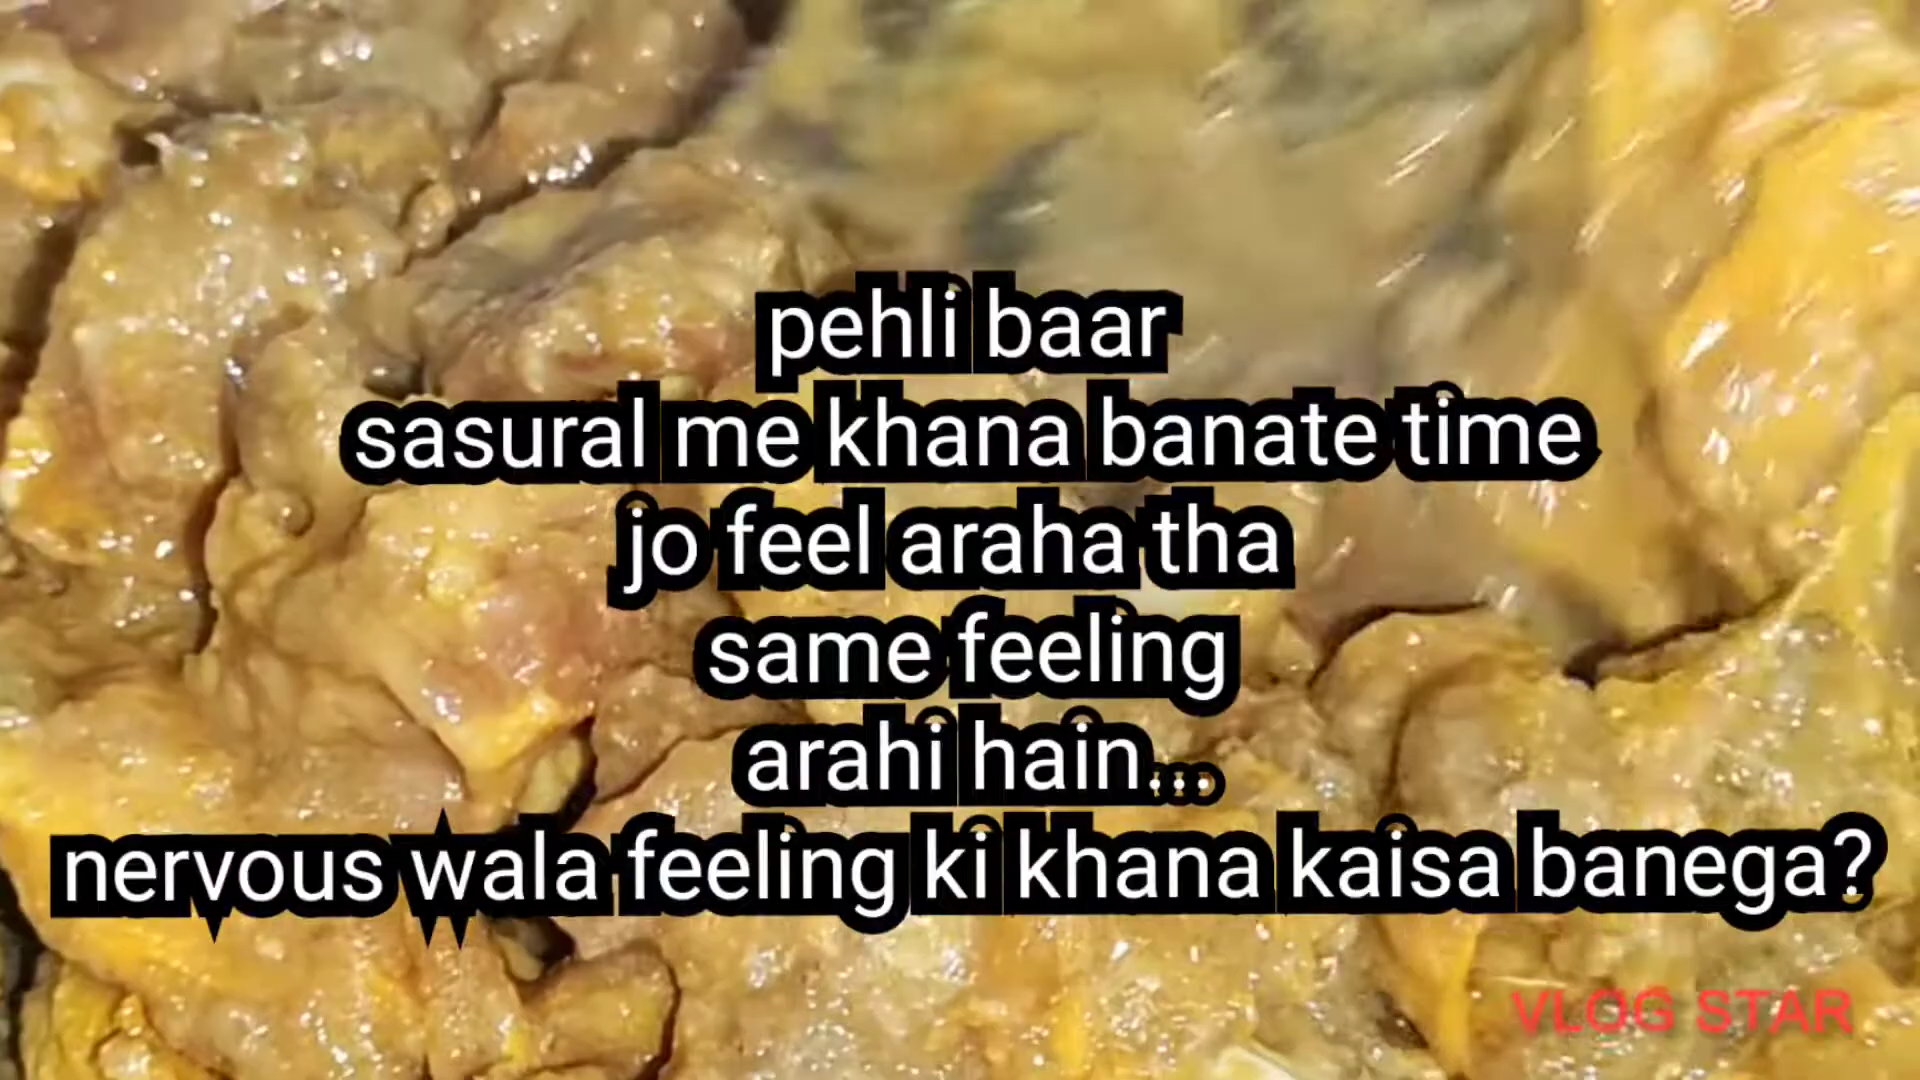 pehli baar
sasural me khana banate time
jo feel araha tha
same feeling
arahi hain...
nervous wala feeling ki khana kaisa banega?
VLOG STAR